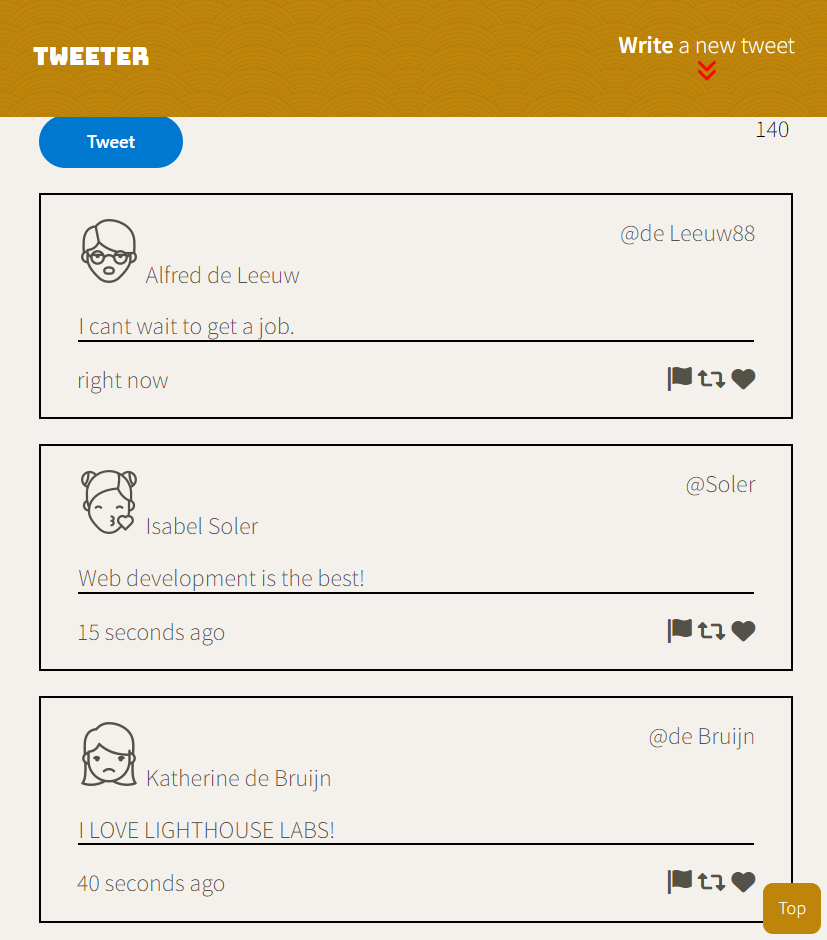 TWEETER
Write a new tweet
Tweet
140
@de Leeuw88
Alfred de Leeuw
I cant wait to get a job.
right now
@Soler
Isabel Soler
Web development is the best!
15 seconds ago
@de Bruijn
Katherine de Bruijn
I LOVE LIGHTHOUSE LABS!
40 seconds ago
Top